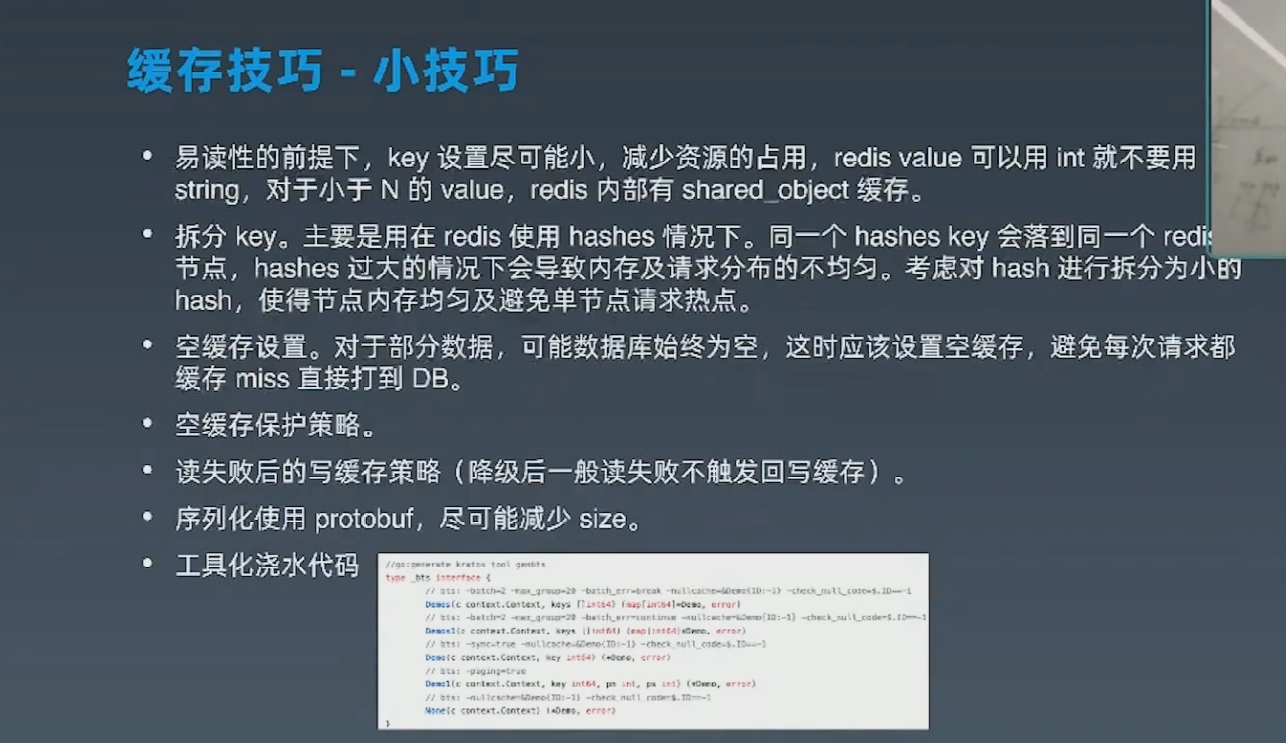 缓存技巧 - 小技巧
• 易读性的前提下，key 设置尽可能小，减少资源的占用，redis value 可以用 int 就不要用
string，对于小于 N 的 value，redis 内部有 shared_object 缓存。
• 拆分 key。主要是用在 redis 使用 hashes 情况下。同一个 hashes key 会落到同一个 redis
节点，hashes 过大的情况下会导致内存及请求分布的不均匀。考虑对 hash 进行拆分为小的
hash，使得节点内存均匀及避免单节点请求热点。
• 空缓存设置。对于部分数据，可能数据库始终为空，这时应该设置空缓存，避免每次请求都
缓存 miss 直接打到 DB。
• 空缓存保护策略。
• 读失败后的写缓存策略（降级后一般读失败不触发回写缓存）。
• 序列化使用 protobuf，尽可能减少 size。
• 工具化浇水代码
//go:generate kratos tool genbts
type _bts interface {
// bts: -batch=2 -max_group=20 -batch_err=break -nullcache=&Demo{ID:-1} -check_null_code=$.ID==-1
Demos(c context.Context, keys []int64) (map[int64]*Demo, error)
// bts: -batch=2 -max_group=20 -batch_err=continue -nullcache=&Demo{ID:-1} -check_null_code=$.ID==-1
Demos1(c context.Context, keys []int64) (map[int64]*Demo, error)
// bts: -sync=true -nullcache=&Demo{ID:-1} -check_null_code=$.ID==-1
Demo(c context.Context, key int64) (*Demo, error)
// bts: -paging=true
Demo1(c context.Context, key int64, pn int, ps int) (*Demo, error)
// bts: -nullcache=&Demo{ID:-1} -check_null_code=$.ID==-1
None(c context.Context) (*Demo, error)
}